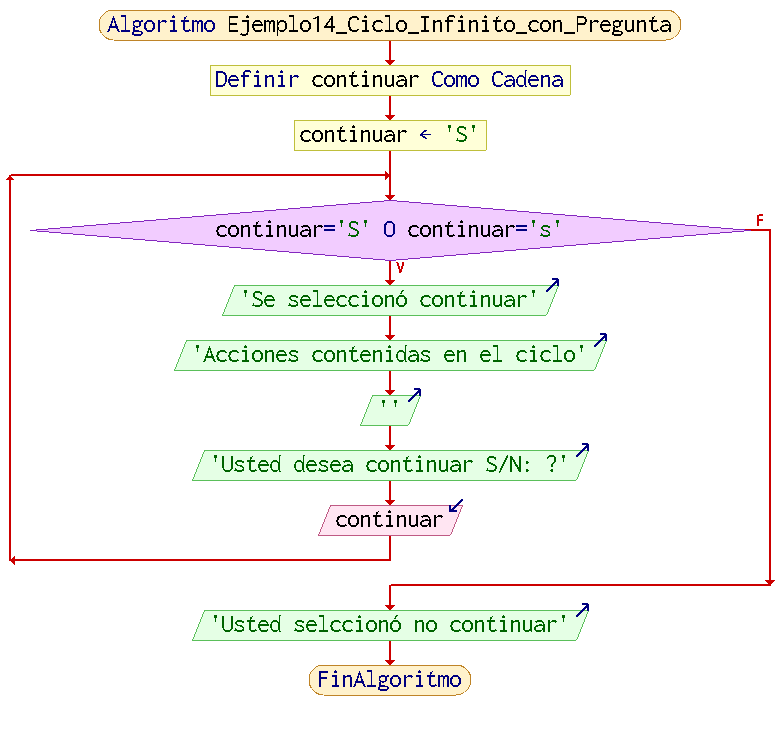 Algoritmo Ejemplo14_Ciclo_Infinito_con_Pregunta
Definir continuar Como Cadena
continuar ← 'S'
continuar='S' O continuar='s'
F
V
'Se seleccionó continuar'
'Acciones contenidas en el ciclo'
''
'Usted desea continuar S/N: ?'
continuar
'Usted selccionó no continuar'
FinAlgoritmo